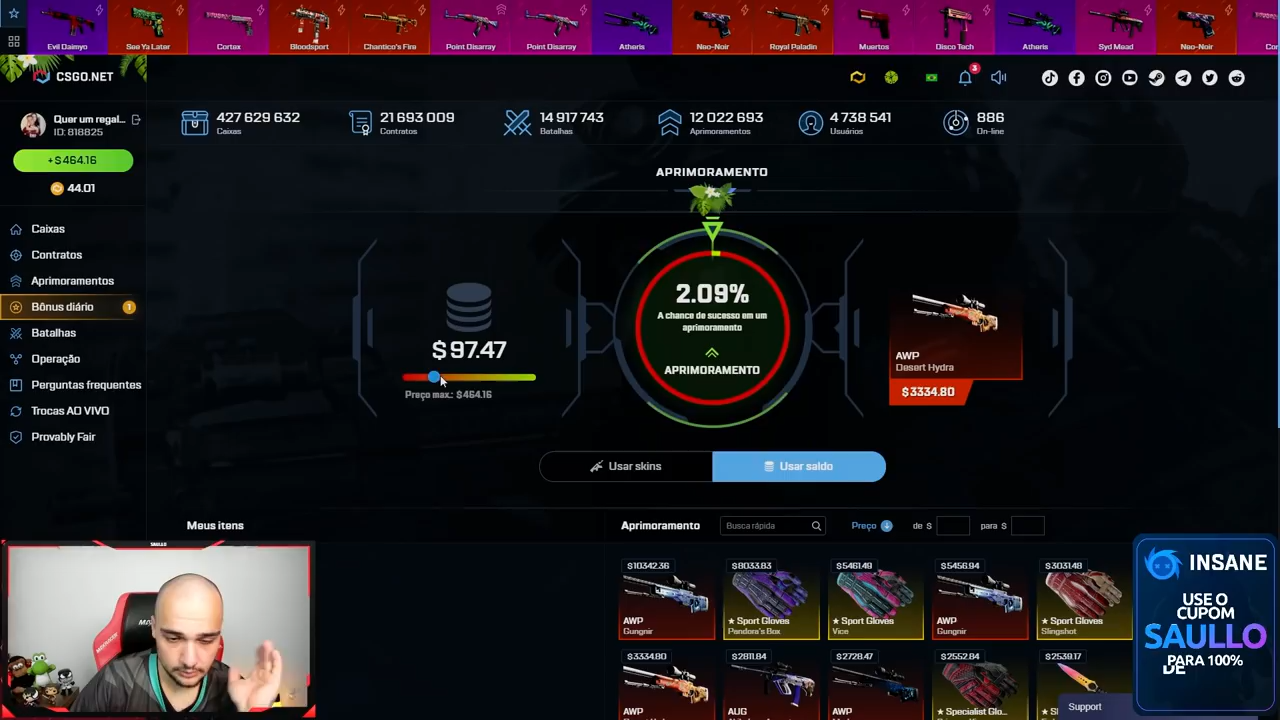 Evil Daimyo
See Ya Later
Cortex
Bloodsport
Chantico's Fire
Point Disarray
Point Disarray
Atheris
Neo-Noir
Royal Paladin
Muertos
Disco Tech
Atheris
Syd Mead
Neo-Noir
CSGO.NET
3
Quer um regal...
ID: 818825
+$464.16
44.01
427 629 632
Caixas
21 693 009
Contratos
14 917 743
Batalhas
12 022 693
Aprimoramentos
4 738 541
Usuários
886
On-line
Caixas
Contratos
Aprimoramentos
Bônus diário
1
Batalhas
Operação
Perguntas frequentes
Trocas AO VIVO
Provably Fair
APRIMORAMENTO
$ 97.47
Preço max.: $464.16
2.09%
A chance de sucesso em um
aprimoramento
APRIMORAMENTO
AWP
Desert Hydra
$3334.80
Usar skins
Usar saldo
Meus itens
Aprimoramento
Busca rápida
Preço
de $
para $
$10342.36
AWP
Gungnir
$8033.83
★ Sport Gloves
Pandora's Box
$5461.49
★ Sport Gloves
Vice
$5456.94
AWP
Gungnir
$3031.48
★ Sport Gloves
Slingshot
$3334.80
AWP
$2811.84
AUG
$2728.47
AWP
$2552.84
★ Specialist Glo...
$2539.17
Support
SAULLO
INSANE
USE O
CUPOM
SAULLO
PARA 100%
DE